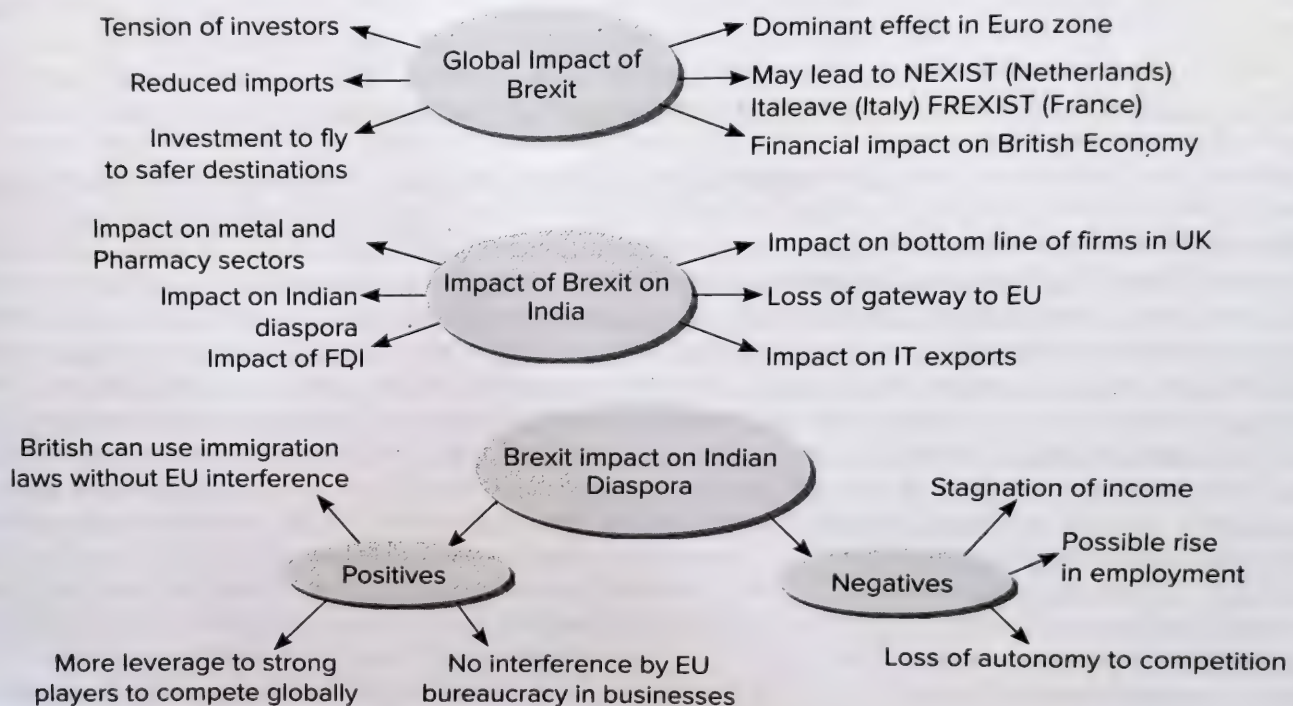 Tension of investors
Reduced imports
Investment to fly
to safer destinations
Global Impact of
Brexit
Dominant effect in Euro zone
May lead to NEXIST (Netherlands)
Italeave (Italy) FREXIST (France)
Financial impact on British Economy
Impact on metal and
Pharmacy sectors
Impact on Indian
diaspora
Impact of FDI
Impact of Brexit on
India
Impact on bottom line of firms in UK
Loss of gateway to EU
Impact on IT exports
Brexit impact on Indian
Diaspora
British can use immigration
laws without EU interference
Positives
More leverage to strong
players to compete globally
No interference by EU
bureaucracy in businesses
Stagnation of income
Negatives
Possible rise
in employment
Loss of autonomy to competition